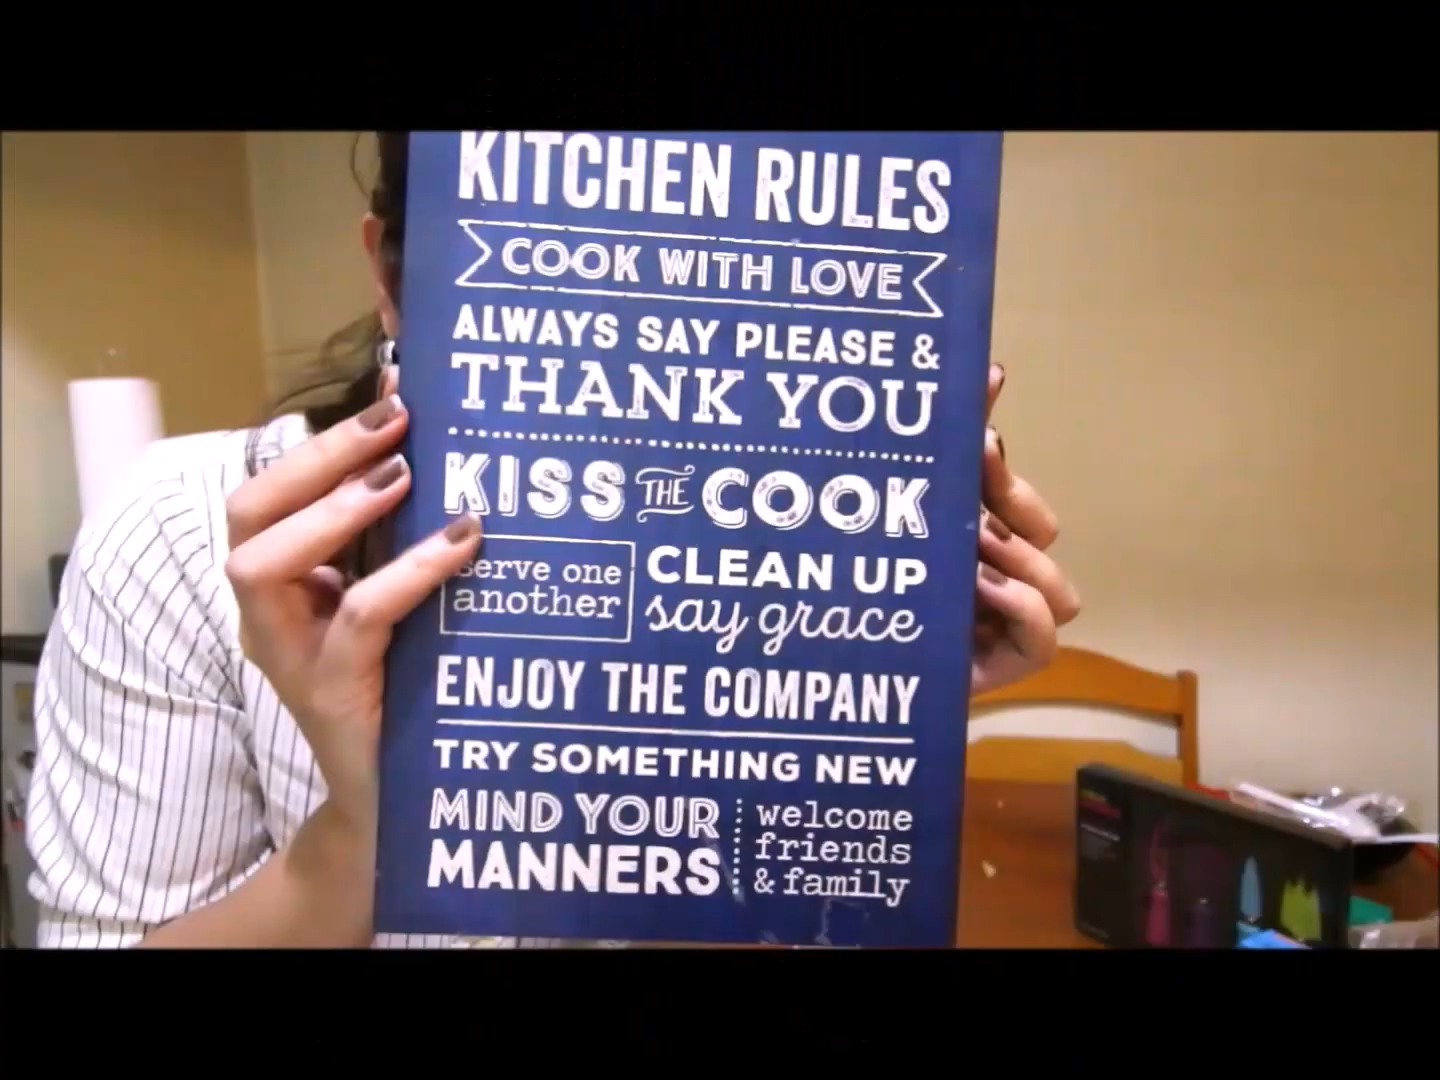 KITCHEN RULES
COOK WITH LOVE
ALWAYS SAY PLEASE &
THANK YOU
KISS THE COOK
serve one
another
CLEAN UP
say grace
ENJOY THE COMPANY
TRY SOMETHING NEW
MIND YOUR
MANNERS
welcome
friends
& family